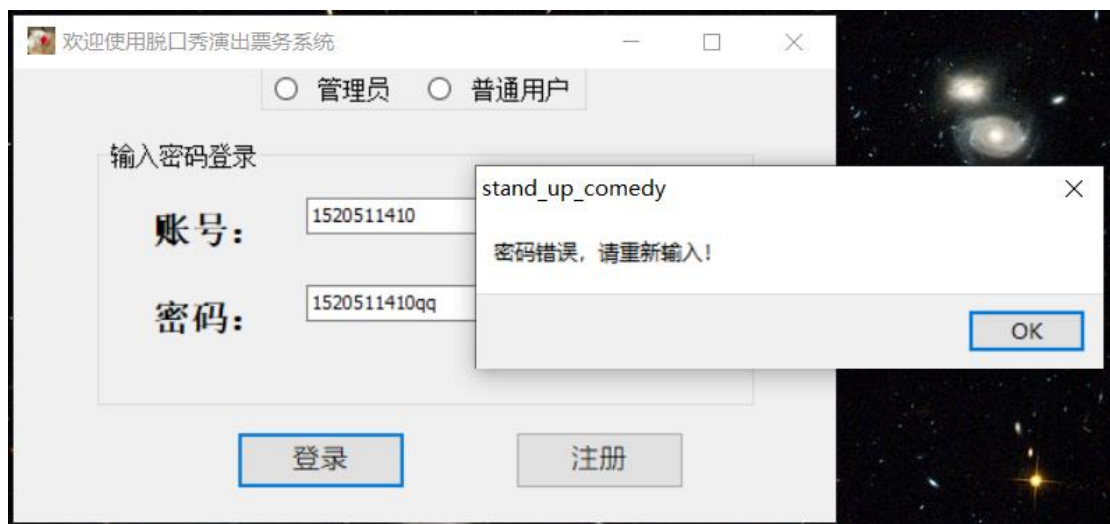 欢迎使用脱口秀演出票务系统
管理员 普通用户
输入密码登录
账号: 1520511410
密码: 1520511410qq
stand_up_comedy
密码错误，请重新输入!
OK
登录 注册